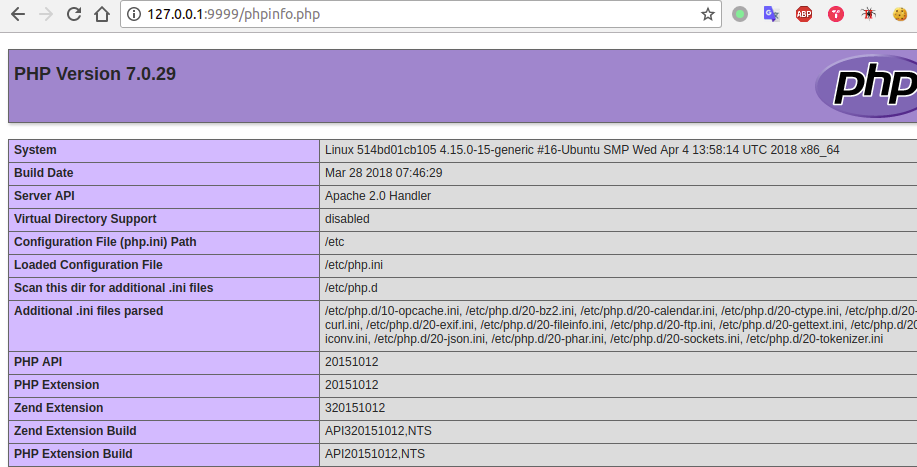 127.0.0.1:9999/phpinfo.php
ABP
PHP Version 7.0.29
php
System Linux 514bd01cb105 4.15.0-15-generic #16-Ubuntu SMP Wed Apr 4 13:58:14 UTC 2018 x86_64
Build Date Mar 28 2018 07:46:29
Server API Apache 2.0 Handler
Virtual Directory Support disabled
Configuration File (php.ini) Path /etc
Loaded Configuration File /etc/php.ini
Scan this dir for additional .ini files /etc/php.d
Additional .ini files parsed /etc/php.d/10-opcache.ini, /etc/php.d/20-bz2.ini, /etc/php.d/20-calendar.ini, /etc/php.d/20-ctype.ini, /etc/php.d/20-
curl.ini, /etc/php.d/20-exif.ini, /etc/php.d/20-fileinfo.ini, /etc/php.d/20-ftp.ini, /etc/php.d/20-gettext.ini, /etc/php.d/20-
iconv.ini, /etc/php.d/20-json.ini, /etc/php.d/20-phar.ini, /etc/php.d/20-sockets.ini, /etc/php.d/20-tokenizer.ini
PHP API 20151012
PHP Extension 20151012
Zend Extension 320151012
Zend Extension Build API320151012,NTS
PHP Extension Build API20151012,NTS